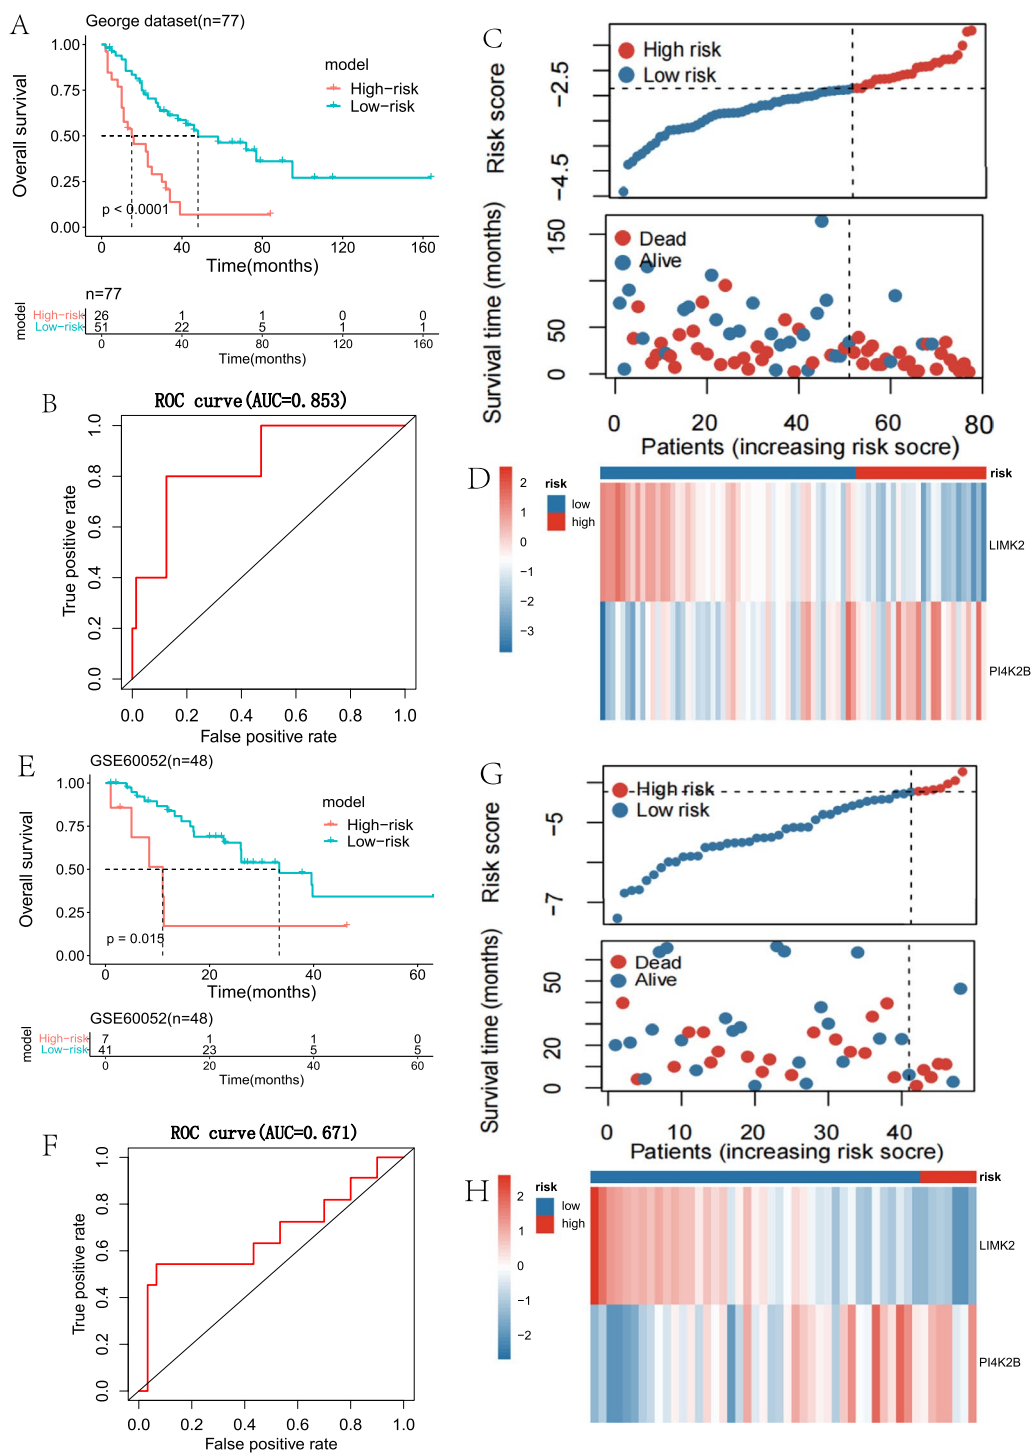 A
George dataset(n=77)
1.00
0.75
0.50
0.25
0.00
Overall survival
model
High-risk
Low-risk
p < 0.0001
0 40 80 120 160
Time(months)
n=77
model
High-risk 26 1 1 0 0
Low-risk 51 22 5 1 1
0 40 80 120 160
Time(months)
B
ROC curve(AUC=0.853)
True positive rate
0.0 0.2 0.4 0.6 0.8 1.0
0.0 0.2 0.4 0.6 0.8 1.0
False positive rate
C
High risk
Low risk
Risk score
-2.5
-4.5
Dead
Alive
Survival time (months)
150
50
0
0 20 40 60 80
Patients (increasing risk socre)
D
2
1
0
-1
-2
-3
risk
low
high
risk
LIMK2
PI4K2B
E
GSE60052(n=48)
1.00
0.75
0.50
0.25
0.00
Overall survival
model
High-risk
Low-risk
p = 0.015
0 20 40 60
Time(months)
GSE60052(n=48)
model
High-risk 7 1 1 0
Low-risk 41 23 5 5
0 20 40 60
Time(months)
F
ROC curve(AUC=0.671)
True positive rate
0.0 0.2 0.4 0.6 0.8 1.0
0.0 0.2 0.4 0.6 0.8 1.0
False positive rate
G
High risk
Low risk
Risk score
-5
-7
Dead
Alive
Survival time (months)
50
20
0
0 10 20 30 40
Patients (increasing risk socre)
H
2
1
0
-1
-2
risk
low
high
risk
LIMK2
PI4K2B